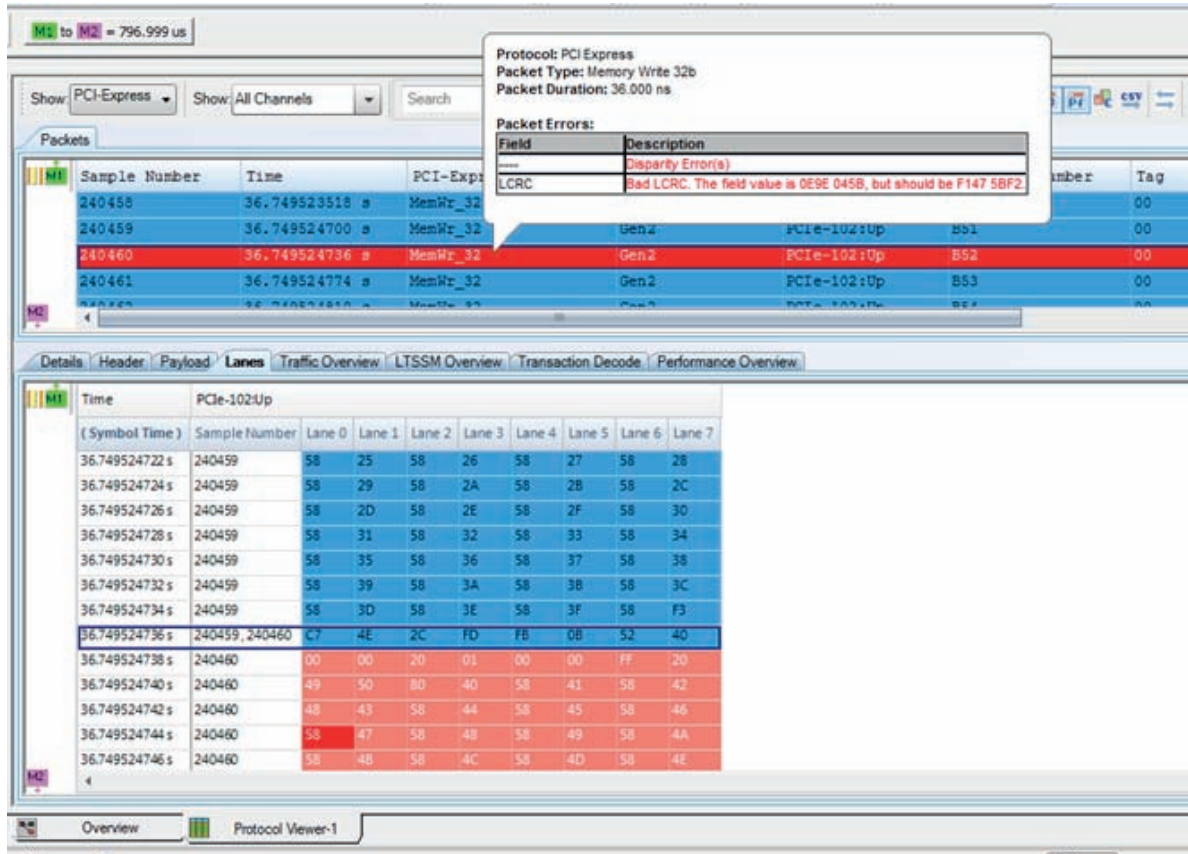 M1 to M2 = 796.999 us
Protocol: PCI Express
Packet Type: Memory Write 32b
Packet Duration: 36.000 ns
Packet Errors:
Field Description
---- Disparity Error(s)
LCRC Bad LCRC. The field value is 0E9E 045B, but should be F147 5BF2.
Show: PCI-Express Show: All Channels Search CSV
Packets
M1 Sample Number Time PCI-Expr mber Tag
240458 36.749523518 s MemWr_32 00
240459 36.749524700 s MemWr_32 Gen2 PCIe-102:Up B51 00
240460 36.749524736 s MemWr_32 Gen2 PCIe-102:Up B52 00
240461 36.749524774 s MemWr_32 Gen2 PCIe-102:Up B53 00
M2
Details Header Payload Lanes Traffic Overview LTSSM Overview Transaction Decode Performance Overview
M1 Time PCIe-102:Up
( Symbol Time ) Sample Number Lane 0 Lane 1 Lane 2 Lane 3 Lane 4 Lane 5 Lane 6 Lane 7
36.749524722 s 240459 58 25 58 26 58 27 58 28
36.749524724 s 240459 58 29 58 2A 58 2B 58 2C
36.749524726 s 240459 58 2D 58 2E 58 2F 58 30
36.749524728 s 240459 58 31 58 32 58 33 58 34
36.749524730 s 240459 58 35 58 36 58 37 58 38
36.749524732 s 240459 58 39 58 3A 58 3B 58 3C
36.749524734 s 240459 58 3D 58 3E 58 3F 58 F3
36.749524736 s 240459, 240460 C7 4E 2C FD FB 0B 52 40
36.749524738 s 240460 00 00 20 01 00 00 FF 20
36.749524740 s 240460 49 50 80 40 58 41 58 42
36.749524742 s 240460 48 43 58 44 58 45 58 46
36.749524744 s 240460 58 47 58 48 58 49 58 4A
36.749524746 s 240460 58 4B 58 4C 58 4D 58 4E
M2
Overview Protocol Viewer-1